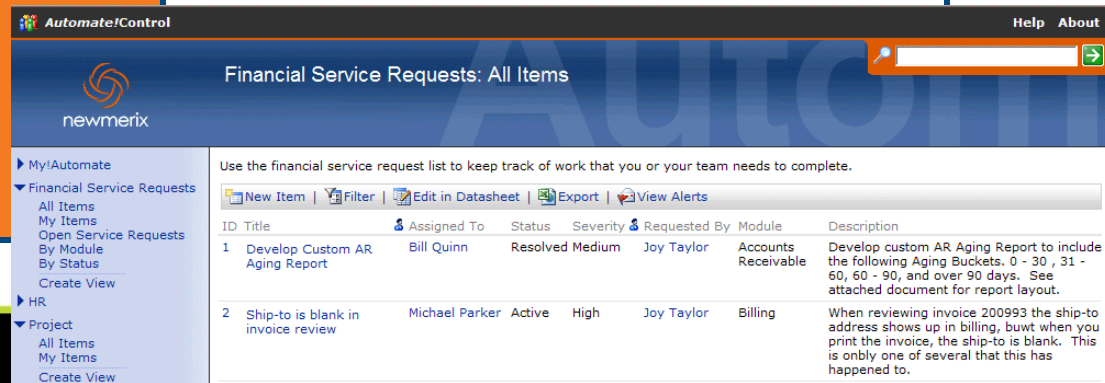 Automate!Control
Help About
Financial Service Requests: All Items
Autom
newmerix
My!Automate
Financial Service Requests
All Items
My Items
Open Service Requests
By Module
By Status
Create View
HR
Project
All Items
My Items
Create View
Use the financial service request list to keep track of work that you or your team needs to complete.
New Item | Filter | Edit in Datasheet | Export | View Alerts
ID Title Assigned To Status Severity Requested By Module Description
1 Develop Custom AR Aging Report Bill Quinn Resolved Medium Joy Taylor Accounts Receivable
Develop custom AR Aging Report to include
the following Aging Buckets. 0 - 30 , 31 -
60, 60 - 90, and over 90 days. See
attached document for report layout.
2 Ship-to is blank in invoice review Michael Parker Active High Joy Taylor Billing
When reviewing invoice 200993 the ship-to
address shows up in billing, buwt when you
print the invoice, the ship-to is blank. This
is onbly one of several that this has
happened to.